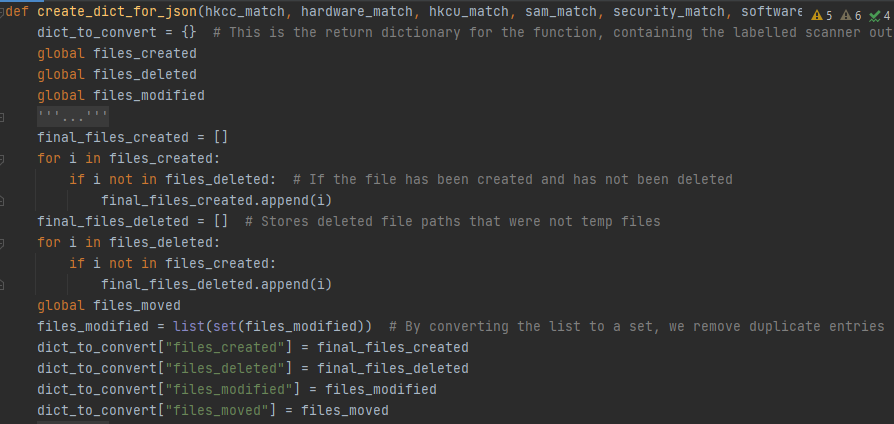 def create_dict_for_json(hkcc_match, hardware_match, hkcu_match, sam_match, security_match, software 5 6 4
    dict_to_convert = {}  # This is the return dictionary for the function, containing the labelled scanner out
    global files_created
    global files_deleted
    global files_modified
    '''...'''
    final_files_created = []
    for i in files_created:
        if i not in files_deleted:  # If the file has been created and has not been deleted
            final_files_created.append(i)
    final_files_deleted = []  # Stores deleted file paths that were not temp files
    for i in files_deleted:
        if i not in files_created:
            final_files_deleted.append(i)
    global files_moved
    files_modified = list(set(files_modified))  # By converting the list to a set, we remove duplicate entries
    dict_to_convert["files_created"] = final_files_created
    dict_to_convert["files_deleted"] = final_files_deleted
    dict_to_convert["files_modified"] = files_modified
    dict_to_convert["files_moved"] = files_moved